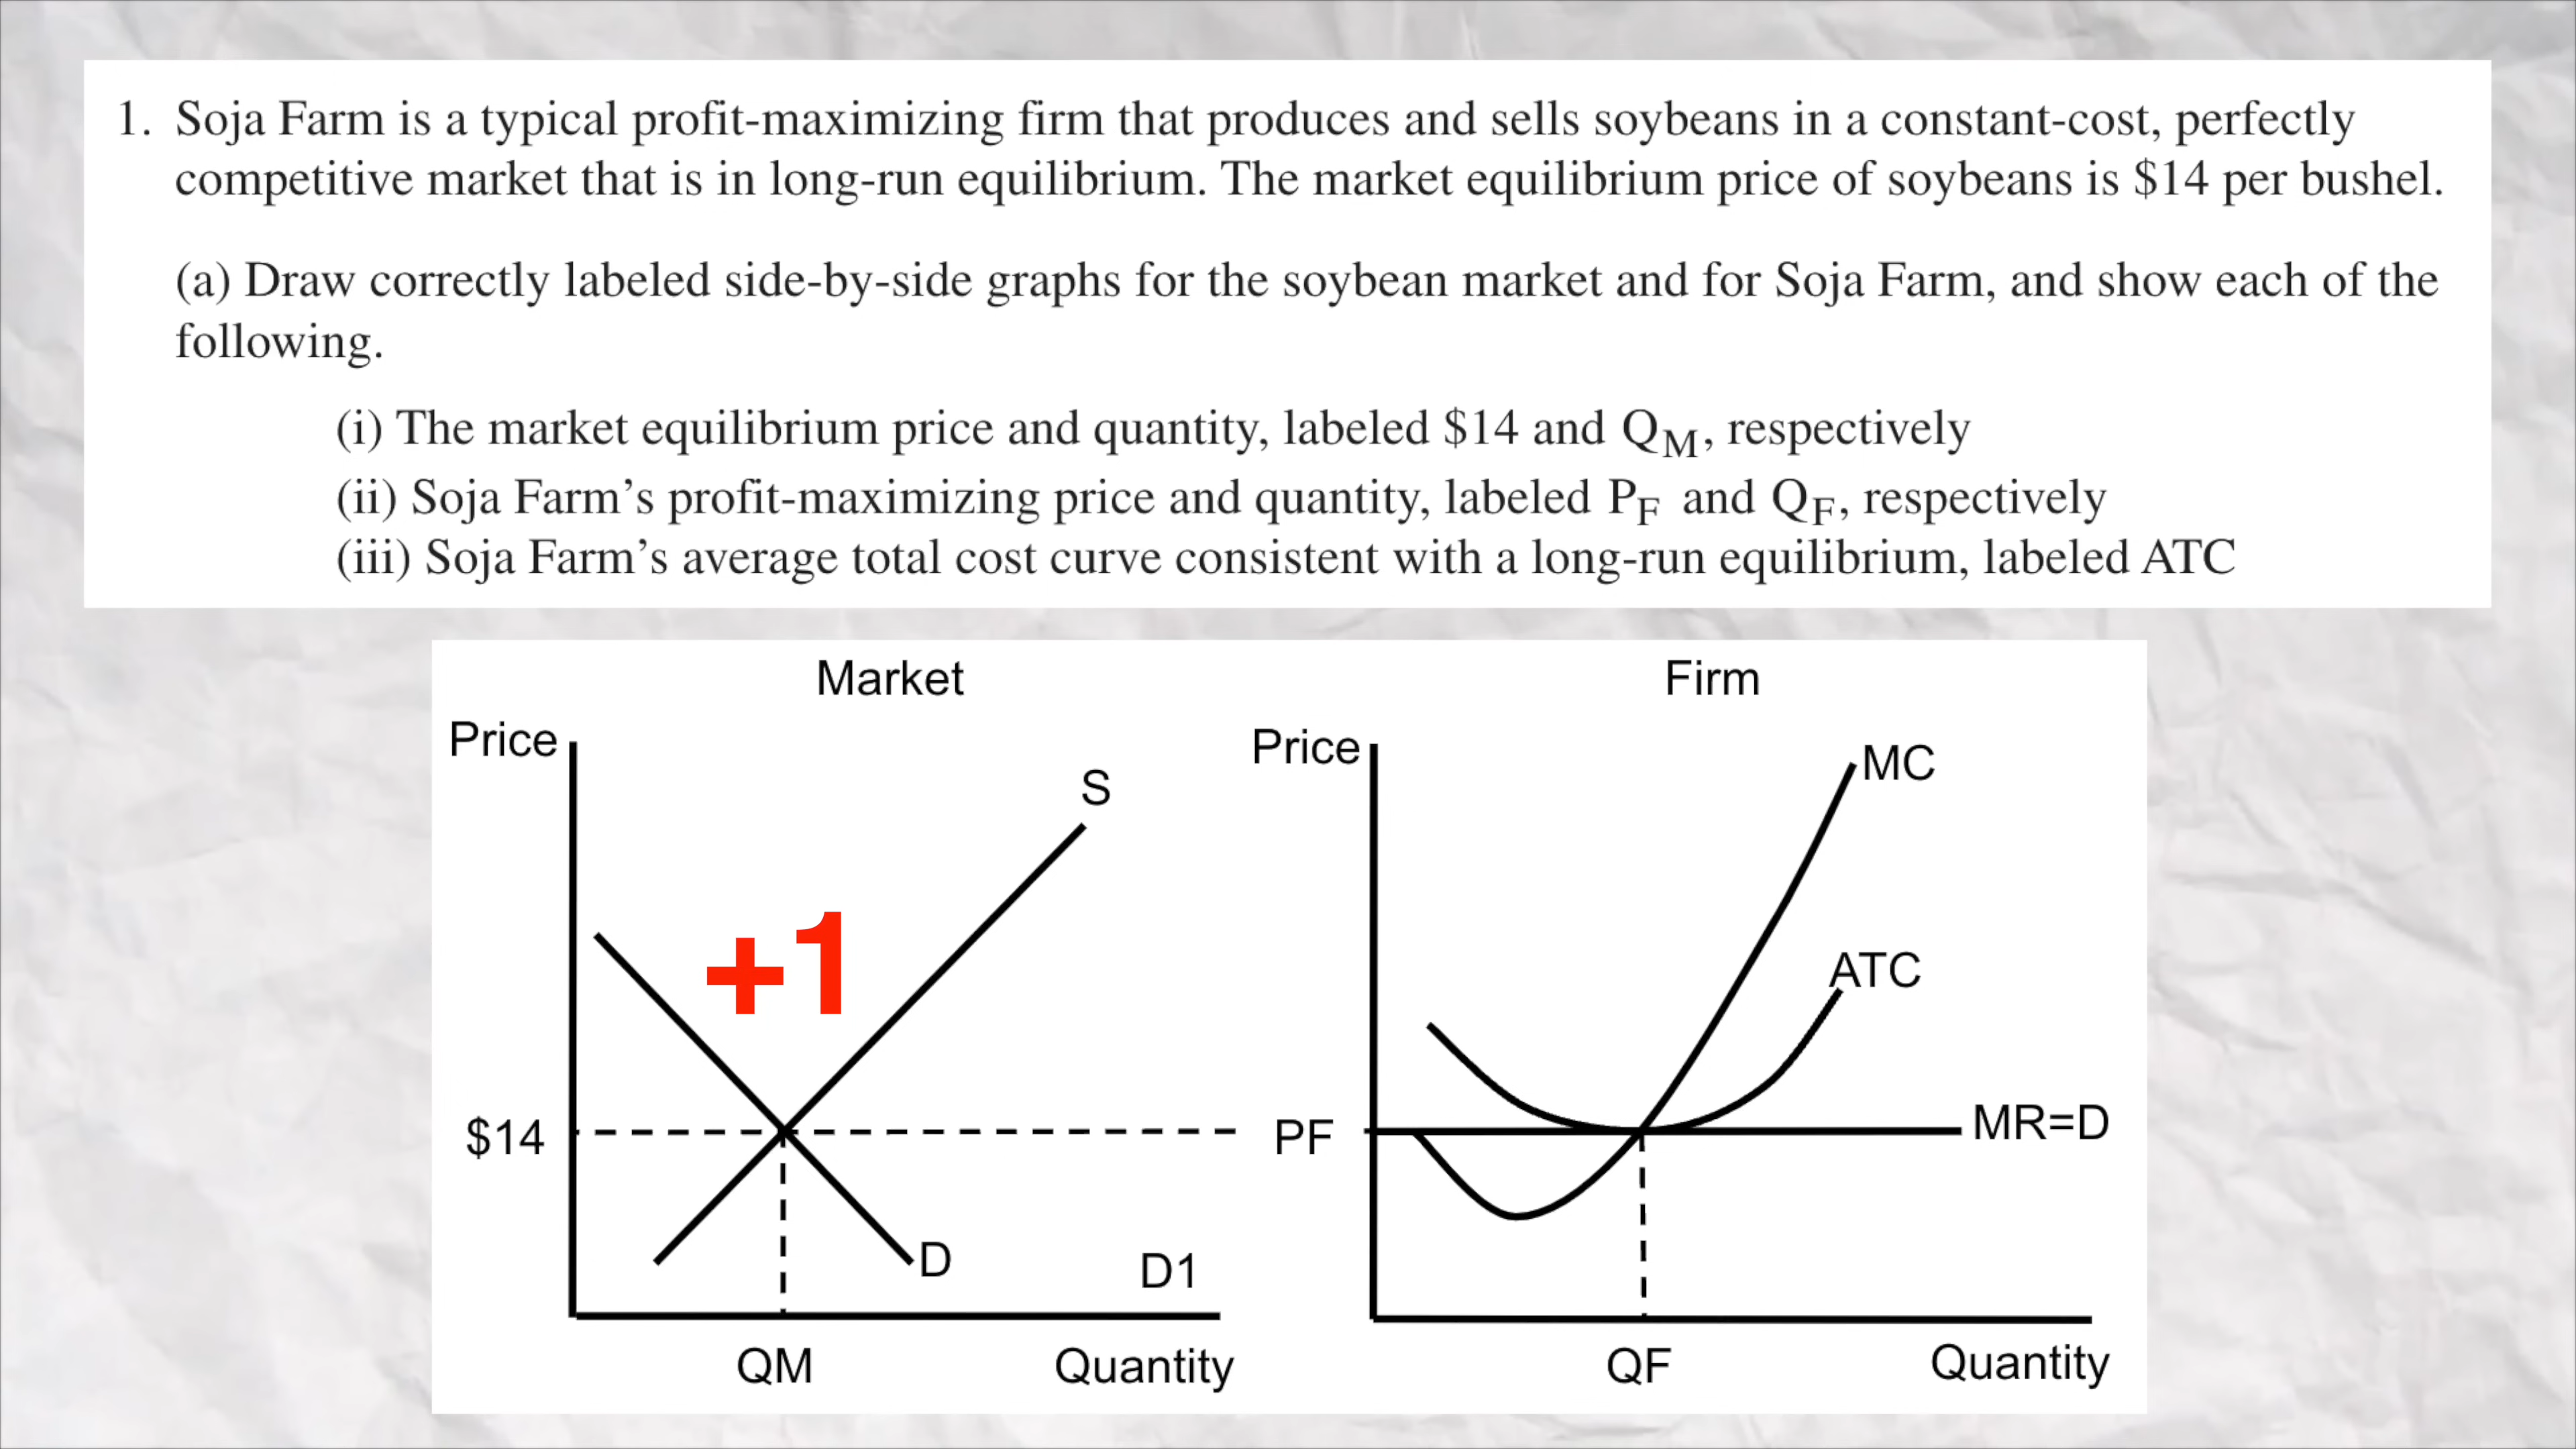 1. Soja Farm is a typical profit-maximizing firm that produces and sells soybeans in a constant-cost, perfectly
competitive market that is in long-run equilibrium. The market equilibrium price of soybeans is $14 per bushel.
(a) Draw correctly labeled side-by-side graphs for the soybean market and for Soja Farm, and show each of the
following.
(i) The market equilibrium price and quantity, labeled $14 and QM, respectively
(ii) Soja Farm’s profit-maximizing price and quantity, labeled PF and QF, respectively
(iii) Soja Farm’s average total cost curve consistent with a long-run equilibrium, labeled ATC
Market
Price
S
+1
$14
D
D1
QM
Quantity
Firm
Price
MC
ATC
PF
MR=D
QF
Quantity